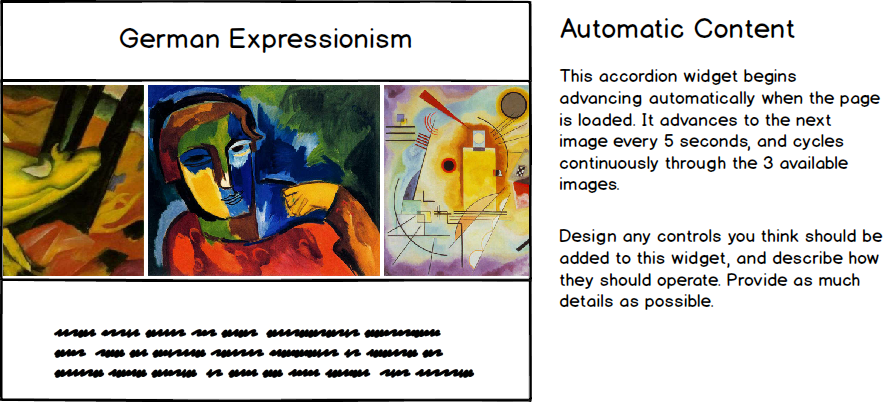 German Expressionism
Automatic Content
This accordion widget begins
advancing automatically when the page
is loaded. It advances to the next
image every 5 seconds, and cycles
continuously through the 3 available
images.
Design any controls you think should be
added to this widget, and describe how
they should operate. Provide as much
details as possible.